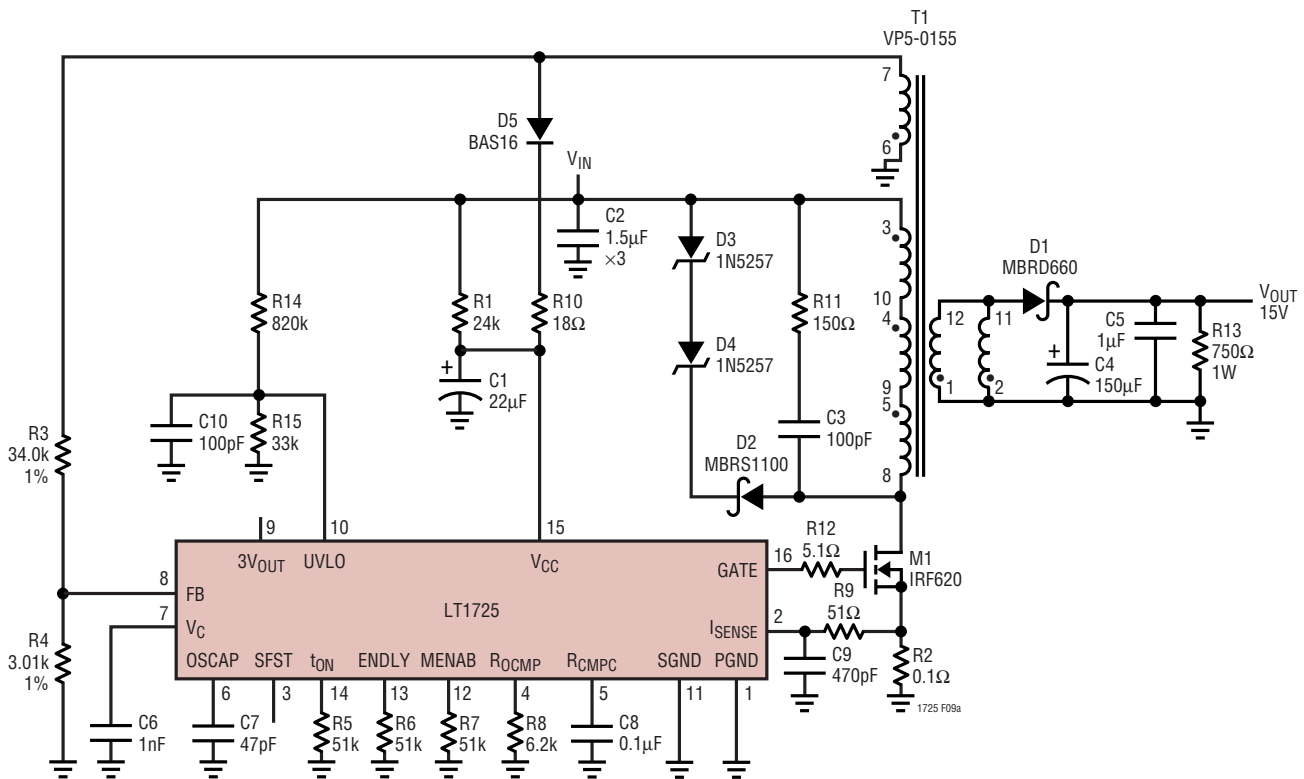 T1
VP5-0155
7
D5
BAS16
6
VIN
C2
1.5µF
×3
D3
1N5257
3
D1
MBRD660
R14
820k
R1
24k
R10
18Ω
R11
150Ω
10
4
12
11
VOUT
15V
C5
1µF
R13
750Ω
1W
D4
1N5257
+
C1
22µF
+
C4
150µF
9
1
2
5
C10
100pF
R15
33k
C3
100pF
R3
34.0k
1%
D2
MBRS1100
8
9
10
15
R12
5.1Ω
3VOUT
UVLO
VCC
16
GATE
M1
IRF620
8
FB
R9
51Ω
7
VC
LT1725
2
ISENSE
R4
3.01k
1%
OSCAP
SFST
tON
ENDLY
MENAB
ROCMP
RCMPC
SGND
PGND
C9
470pF
R2
0.1Ω
6
3
14
13
12
4
5
11
1
1725 F09a
C6
1nF
C7
47pF
R5
51k
R6
51k
R7
51k
R8
6.2k
C8
0.1µF